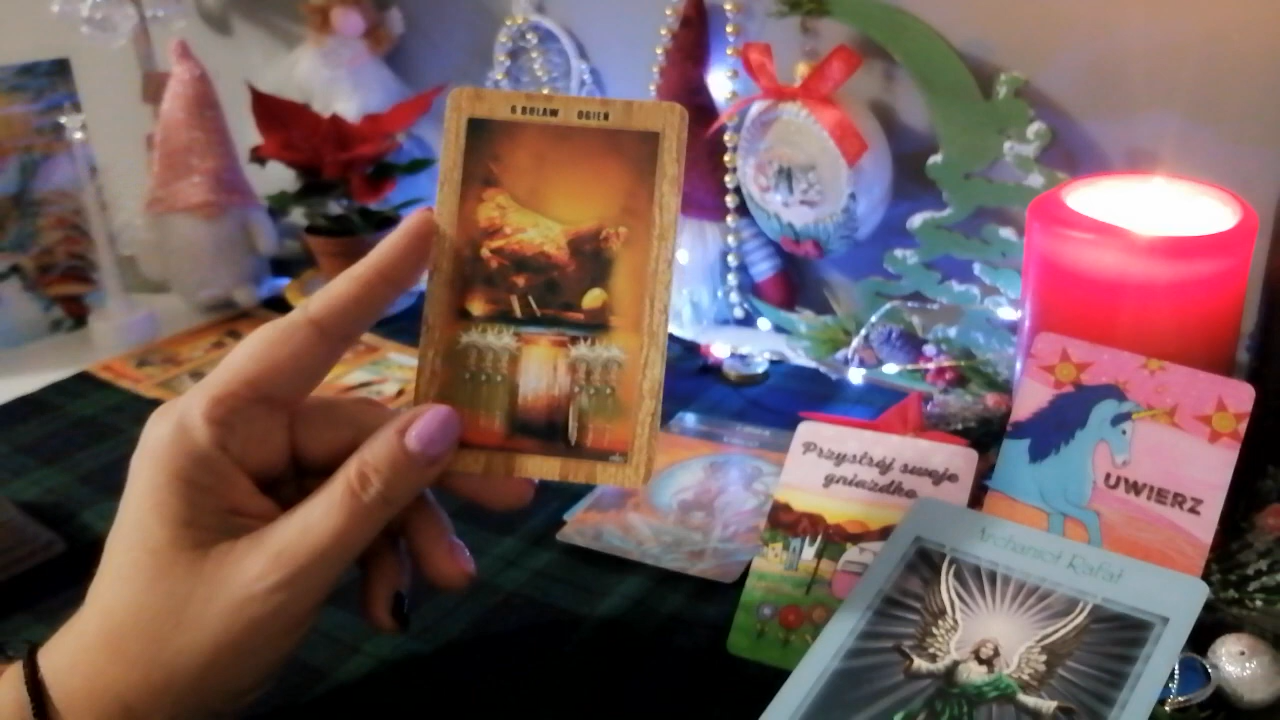 6 BUŁAW OGIEŃ
Przystrój swoje
gniazdko
UWIERZ
Archanioł Rafał